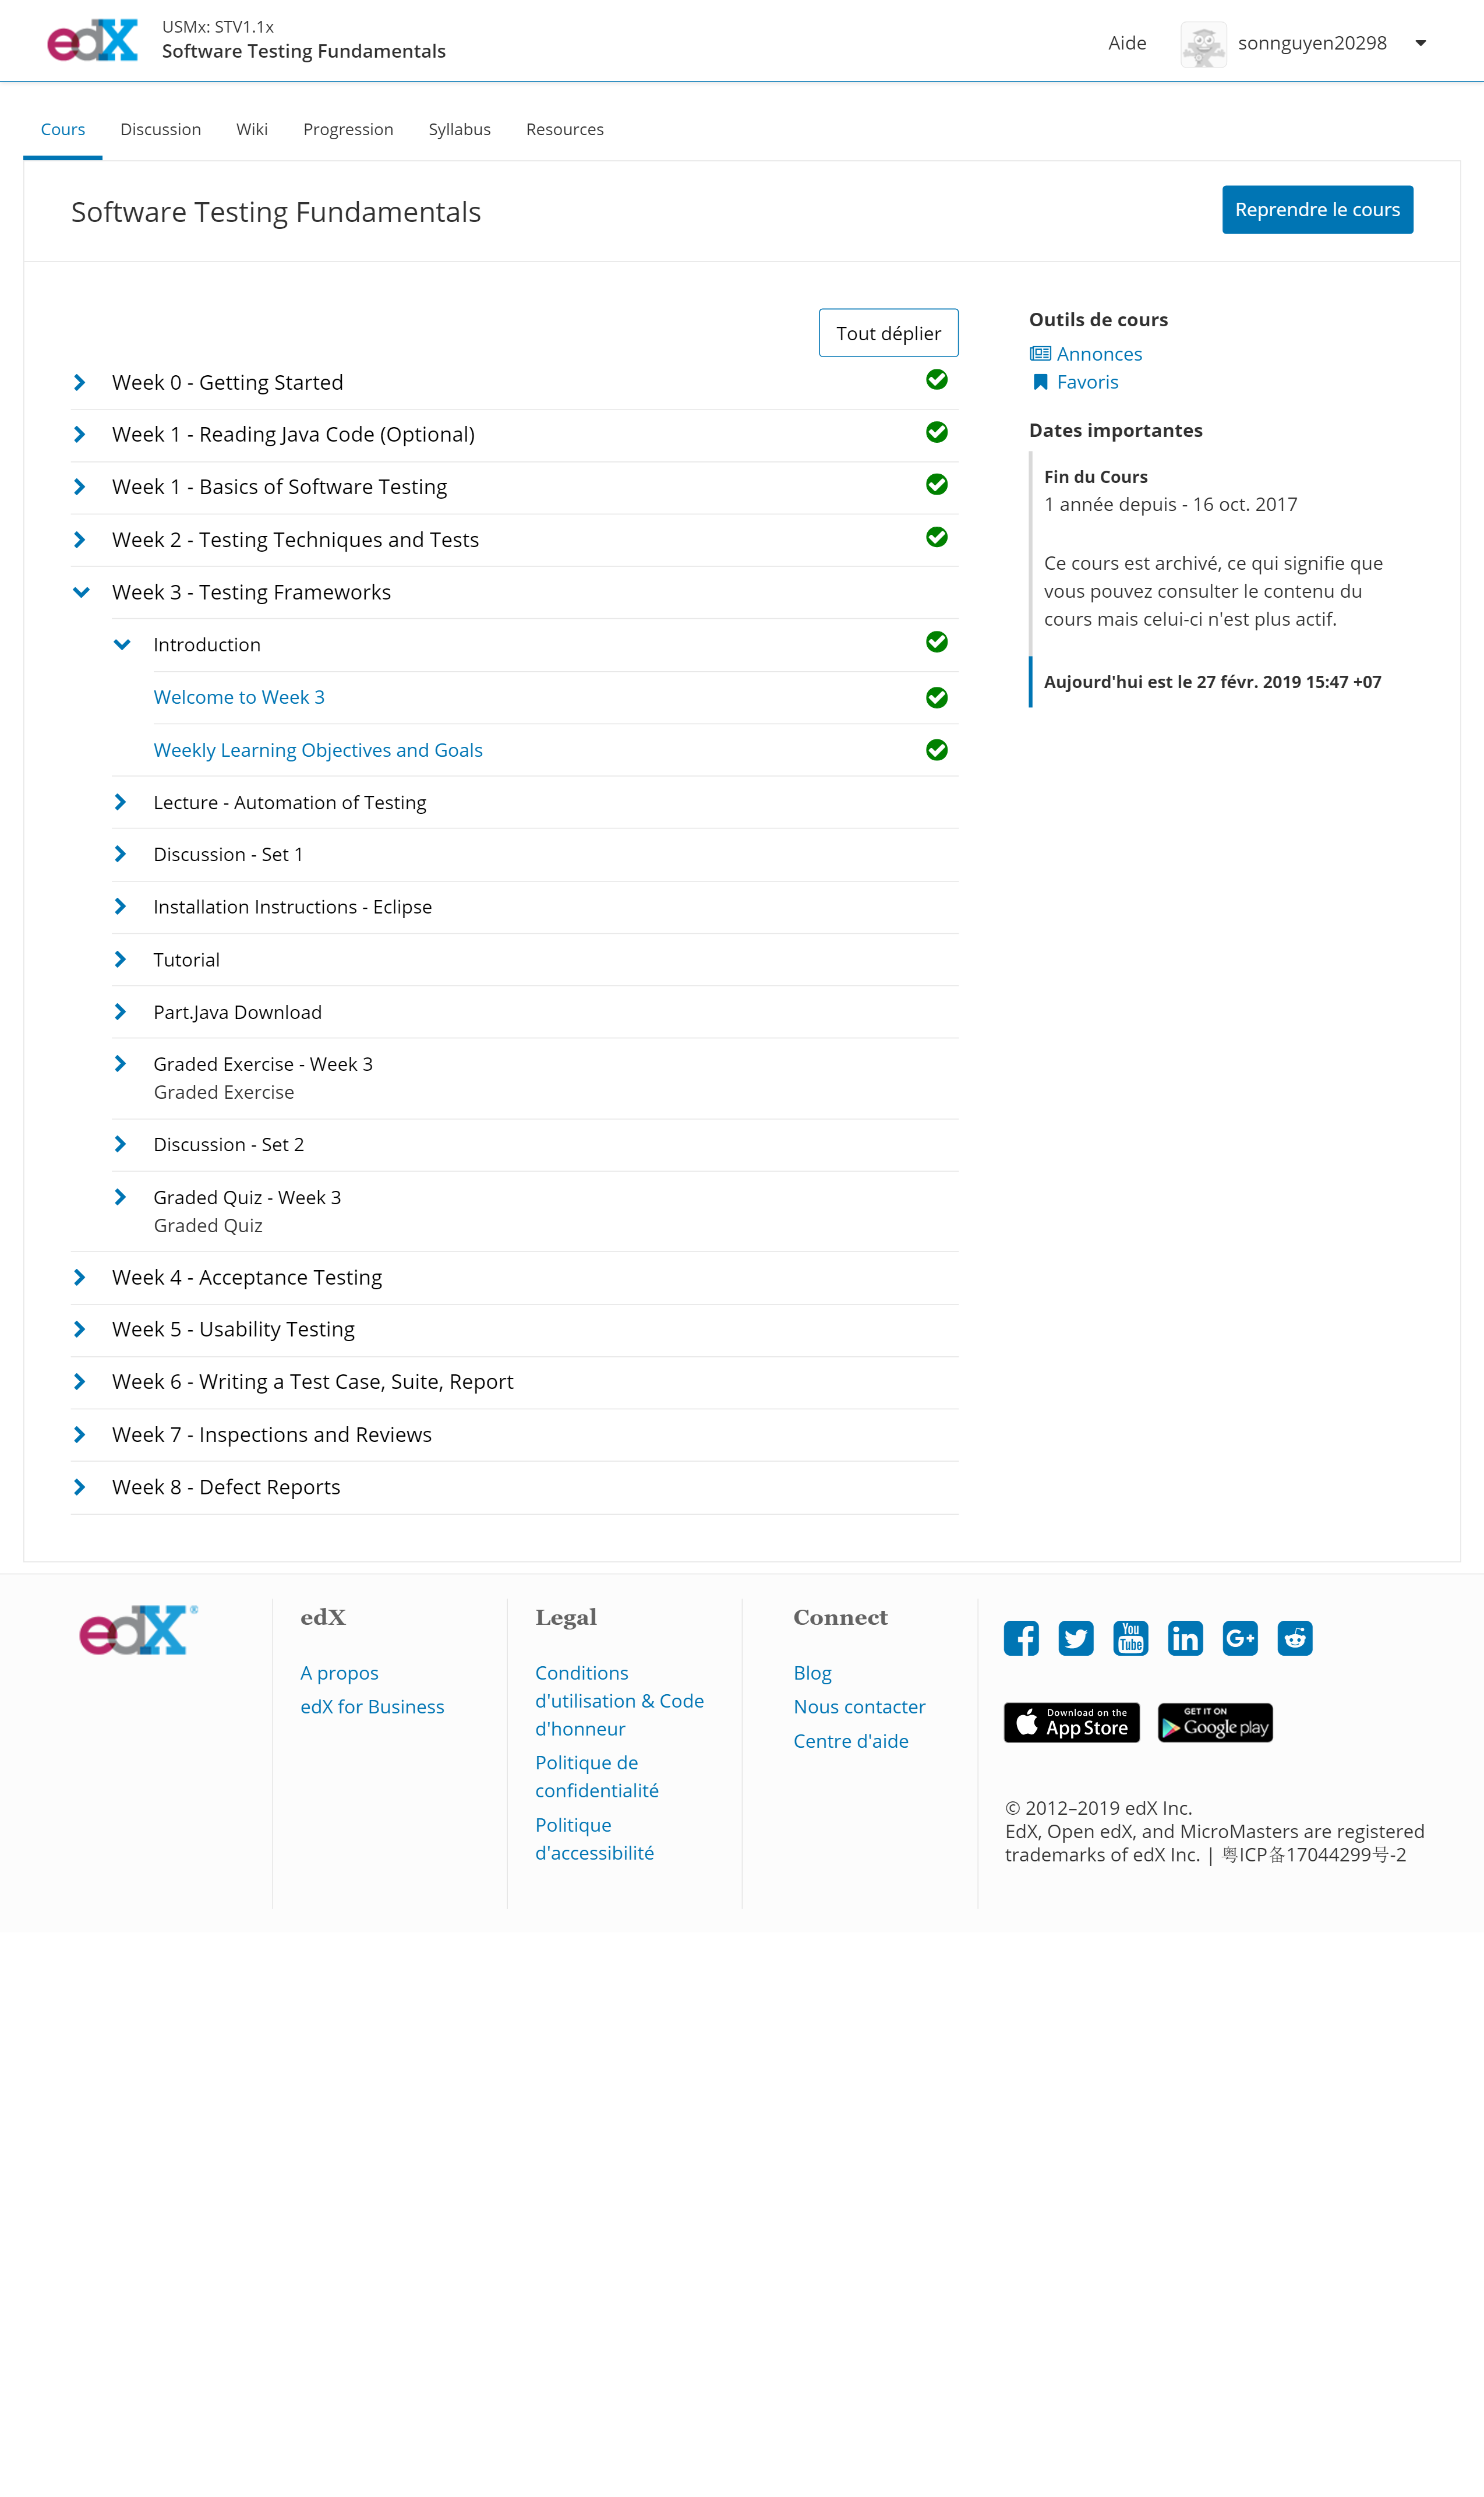 edX
USMx: STV1.1x
Software Testing Fundamentals
Aide
sonnguyen20298
Cours
Discussion
Wiki
Progression
Syllabus
Resources
Software Testing Fundamentals
Reprendre le cours
Tout déplier
Week 0 - Getting Started
Week 1 - Reading Java Code (Optional)
Week 1 - Basics of Software Testing
Week 2 - Testing Techniques and Tests
Week 3 - Testing Frameworks
Introduction
Welcome to Week 3
Weekly Learning Objectives and Goals
Lecture - Automation of Testing
Discussion - Set 1
Installation Instructions - Eclipse
Tutorial
Part.Java Download
Graded Exercise - Week 3
Graded Exercise
Discussion - Set 2
Graded Quiz - Week 3
Graded Quiz
Week 4 - Acceptance Testing
Week 5 - Usability Testing
Week 6 - Writing a Test Case, Suite, Report
Week 7 - Inspections and Reviews
Week 8 - Defect Reports
Outils de cours
Annonces
Favoris
Dates importantes
Fin du Cours
1 année depuis - 16 oct. 2017
Ce cours est archivé, ce qui signifie que
vous pouvez consulter le contenu du
cours mais celui-ci n'est plus actif.
Aujourd'hui est le 27 févr. 2019 15:47 +07
edX®
edX
A propos
edX for Business
Legal
Conditions
d'utilisation & Code
d'honneur
Politique de
confidentialité
Politique
d'accessibilité
Connect
Blog
Nous contacter
Centre d'aide
You
Tube
in
G+
Download on the
App Store
GET IT ON
Google play
© 2012–2019 edX Inc.
EdX, Open edX, and MicroMasters are registered
trademarks of edX Inc. | 粤ICP备17044299号-2